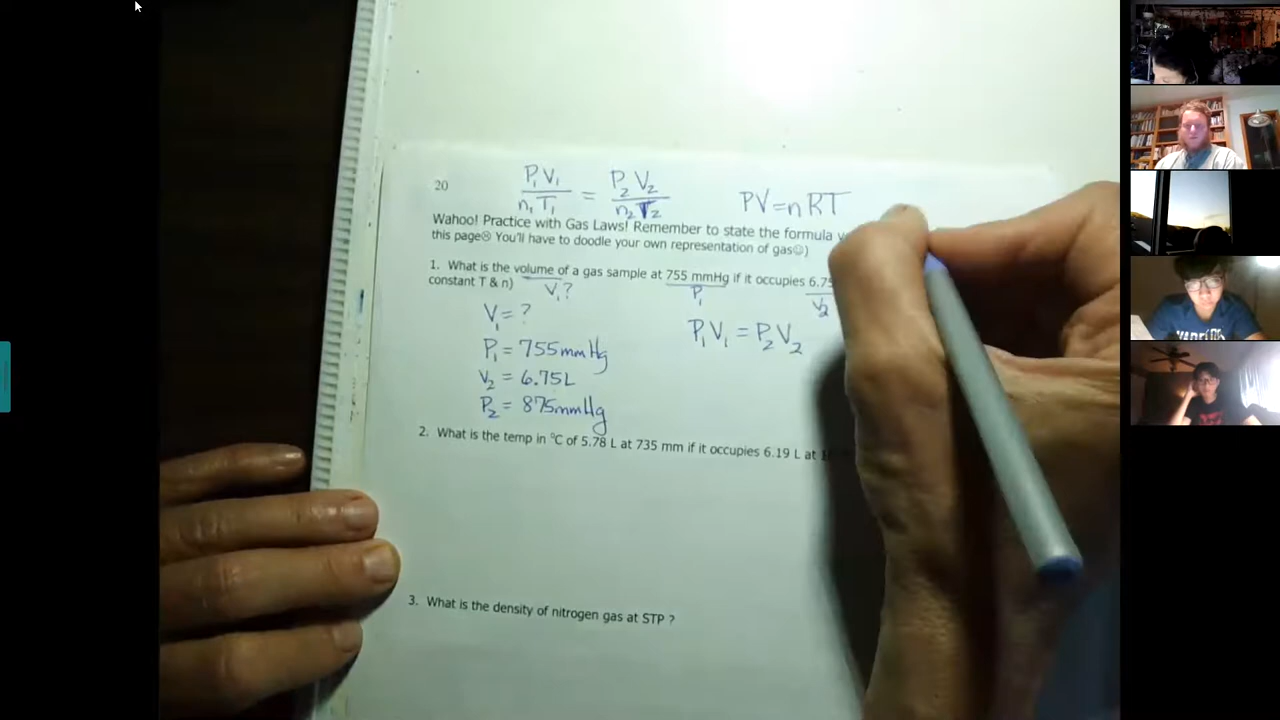 20
P₁V₁/n₁T₁ = P₂V₂/n₂T₂ PV=nRT
Wahoo! Practice with Gas Laws! Remember to state the formula
this page☹ You'll have to doodle your own representation of gas☺)
1. What is the volume of a gas sample at 755 mmHg if it occupies 6.75
constant T & n)
V₁? P₁ V₂
V₁ = ?
P₁V₁ = P₂V₂
P₁ = 755mmHg
V₂ = 6.75L
P₂ = 875mmHg
2. What is the temp in °C of 5.78 L at 735 mm if it occupies 6.19 L at
3. What is the density of nitrogen gas at STP ?